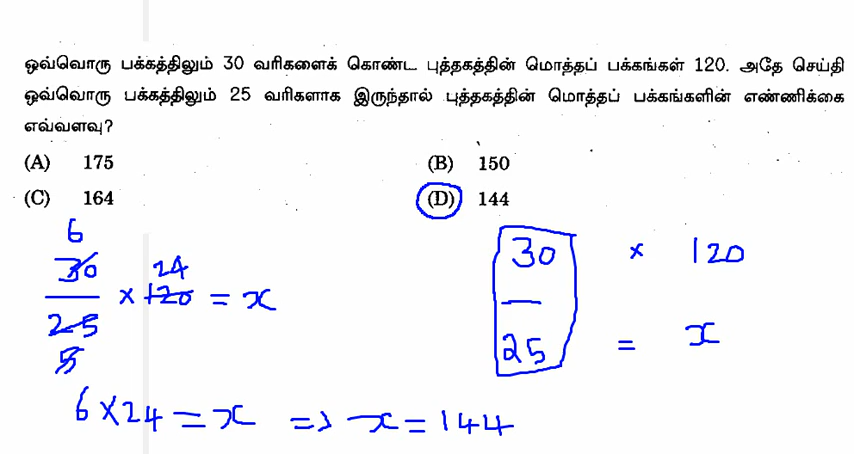 ஒவ்வொரு பக்கத்திலும் 30 வரிகளைக் கொண்ட புத்தகத்தின் மொத்தப் பக்கங்கள் 120. அதே செய்தி
ஒவ்வொரு பக்கத்திலும் 25 வரிகளாக இருந்தால் புத்தகத்தின் மொத்தப் பக்கங்களின் எண்ணிக்கை
எவ்வளவு?
(A) 175 (B) 150
(C) 164 (D) 144
6
30 24
— × 120 = x
25
5
30 × 120
—
25 = x
6 × 24 = x ⇒ x = 144